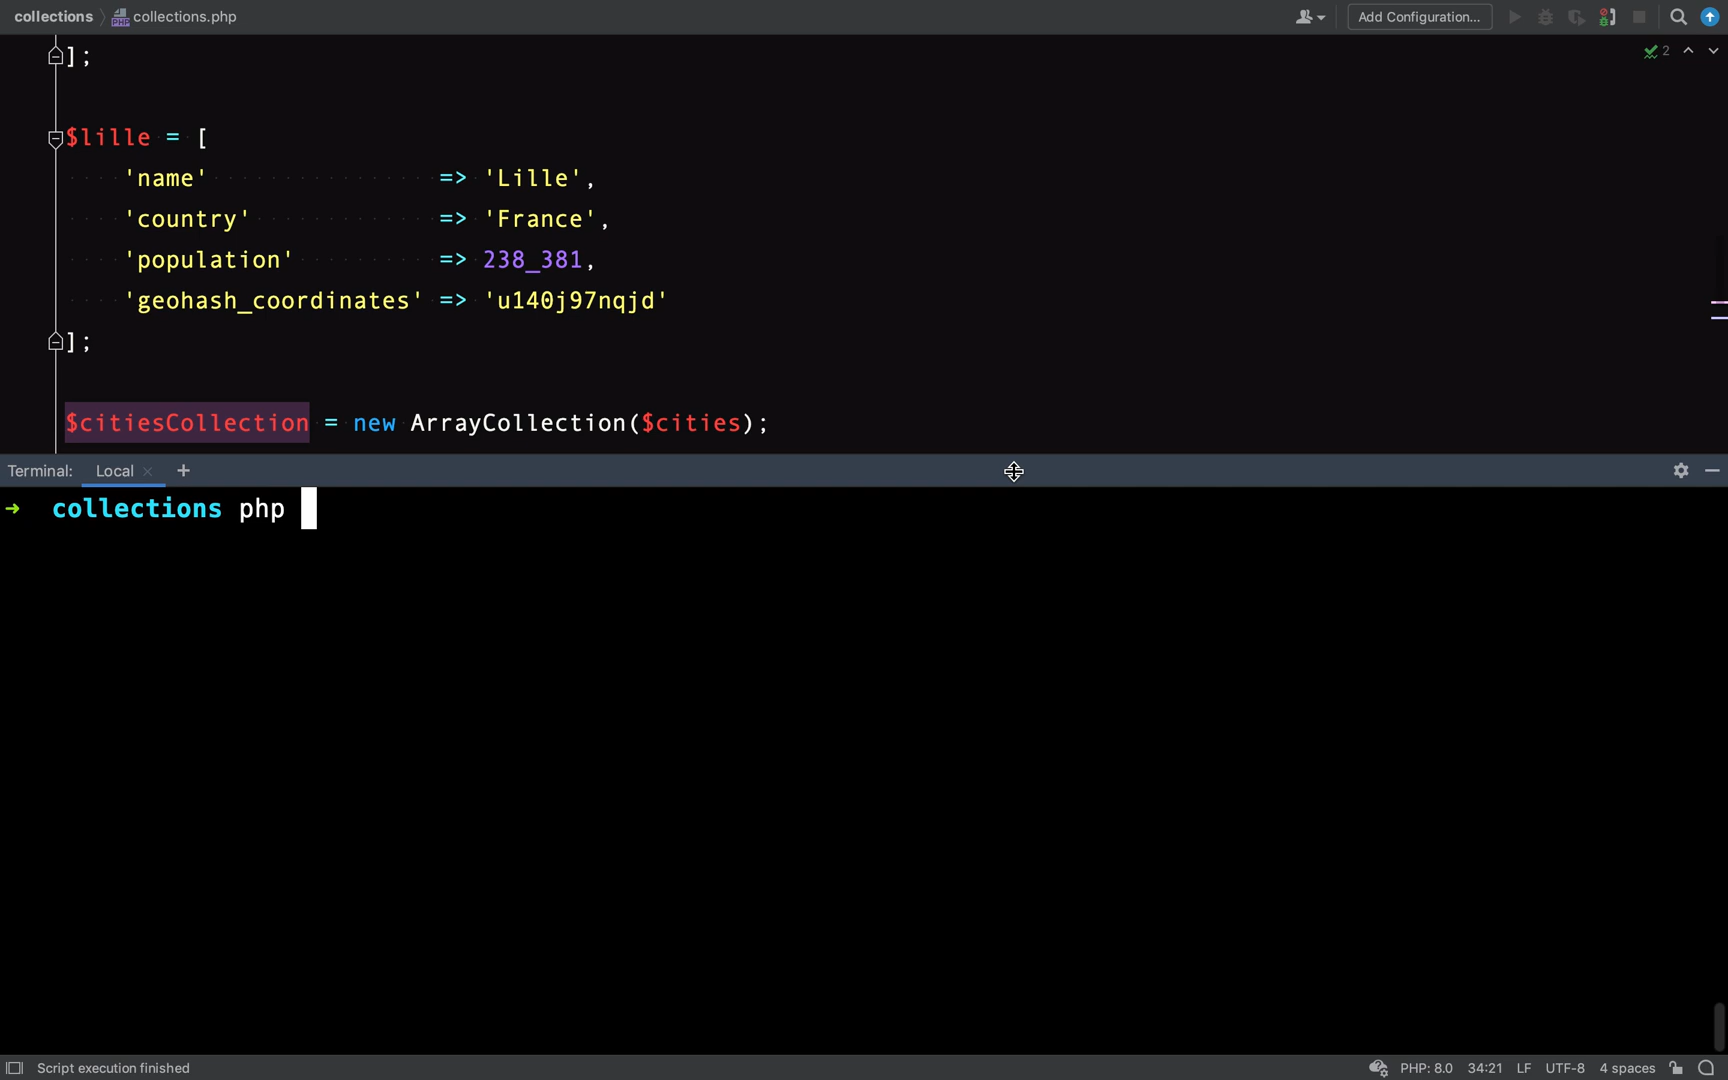 collections collections.php Add Configuration...
];
2
$lille = [
'name' => 'Lille',
'country' => 'France',
'population' => 238_381,
'geohash_coordinates' => 'u140j97nqjd'
];
$citiesCollection = new ArrayCollection($cities);
Terminal: Local × +
→ collections php
Script execution finished PHP: 8.0 34:21 LF UTF-8 4 spaces